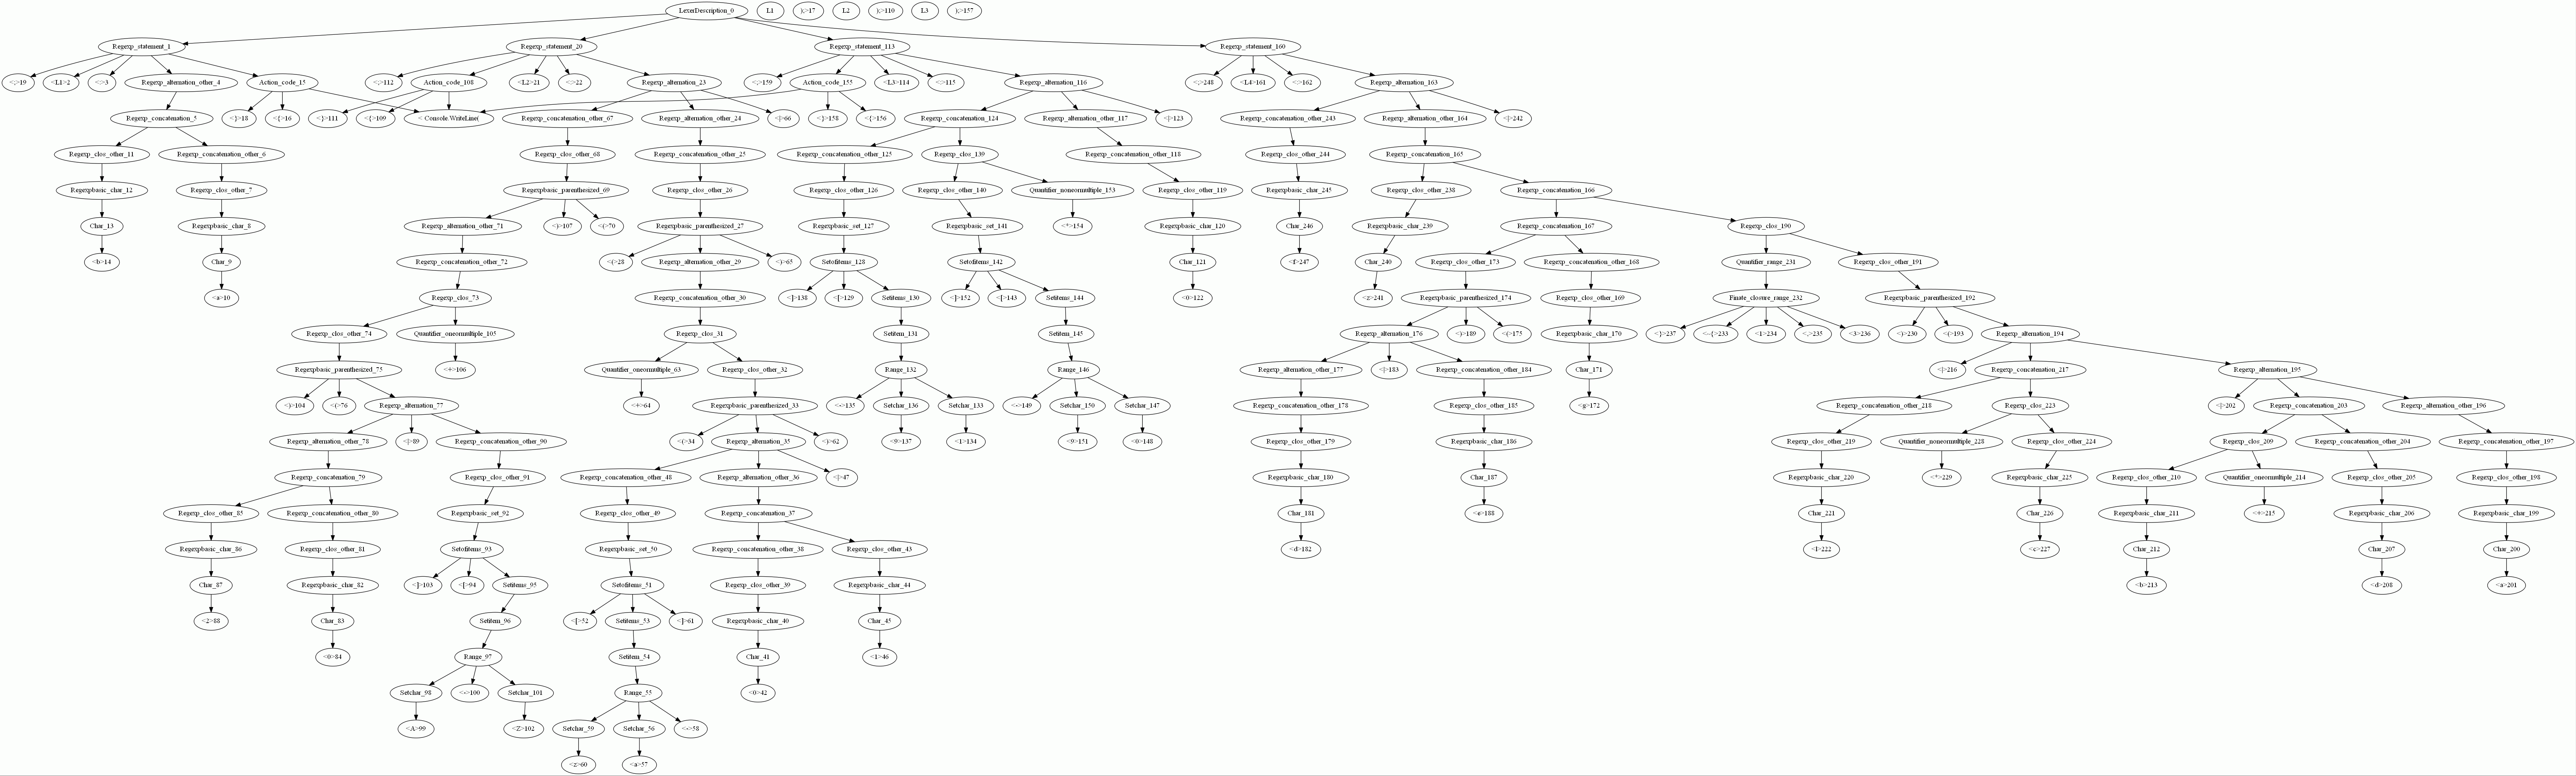 LexerDescription_0 L1 );>17 L2 );>110 L3 );>157
Regexp_statement_1 Regexp_statement_20 Regexp_statement_113 Regexp_statement_160
<;>19 <L1>2 <:>3 Regexp_alternation_other_4 Action_code_15 <;>112 Action_code_108 <L2>21 <:>22 Regexp_alternation_23 <;>159 Action_code_155 <L3>114 <:>115 Regexp_alternation_116 <;>248 <L4>161 <:>162 Regexp_alternation_163
Regexp_concatenation_5 <}>18 <{>16 <}>111 <{>109 < Console.WriteLine( Regexp_concatenation_other_67 Regexp_alternation_other_24 <|>66 <}>158 <{>156 Regexp_concatenation_124 Regexp_alternation_other_117 <|>123 Regexp_concatenation_other_243 Regexp_alternation_other_164 <|>242
Regexp_clos_other_11 Regexp_concatenation_other_6 Regexp_clos_other_68 Regexp_concatenation_other_25 Regexp_concatenation_other_125 Regexp_clos_139 Regexp_concatenation_other_118 Regexp_clos_other_244 Regexp_concatenation_165
Regexpbasic_char_12 Regexp_clos_other_7 Regexpbasic_parenthesized_69 Regexp_clos_other_26 Regexp_clos_other_126 Regexp_clos_other_140 Quantifier_noneormultiple_153 Regexp_clos_other_119 Regexpbasic_char_245 Regexp_clos_other_238 Regexp_concatenation_166
Char_13 Regexpbasic_char_8 Regexp_alternation_other_71 <)>107 <(>70 Regexpbasic_parenthesized_27 Regexpbasic_set_127 Regexpbasic_set_141 <*>154 Regexpbasic_char_120 Char_246 Regexpbasic_char_239 Regexp_concatenation_167 Regexp_clos_190
<b>14 Char_9 Regexp_concatenation_other_72 <(>28 Regexp_alternation_other_29 <)>65 Setofitems_128 Setofitems_142 Char_121 <f>247 Char_240 Regexp_clos_other_173 Regexp_concatenation_other_168 Quantifier_range_231 Regexp_clos_other_191
<a>10 Regexp_clos_73 Regexp_concatenation_other_30 <]>138 <[>129 Setitems_130 <]>152 <[>143 Setitems_144 <0>122 <z>241 Regexpbasic_parenthesized_174 Regexp_clos_other_169 Finate_closure_range_232 Regexpbasic_parenthesized_192
Regexp_clos_other_74 Quantifier_oneormultiple_105 Regexp_clos_31 Setitem_131 Setitem_145 Regexp_alternation_176 <)>189 <(>175 Regexpbasic_char_170 <}>237 <{>233 <1>234 <,>235 <3>236 <)>230 <(>193 Regexp_alternation_194
Regexpbasic_parenthesized_75 <+>106 Quantifier_oneormultiple_63 Regexp_clos_other_32 Range_132 Range_146 Regexp_alternation_other_177 <|>183 Regexp_concatenation_other_184 Char_171 <|>216 Regexp_concatenation_217 Regexp_alternation_195
<)>104 <(>76 Regexp_alternation_77 <+>64 Regexpbasic_parenthesized_33 <->135 Setchar_136 Setchar_133 <->149 Setchar_150 Setchar_147 Regexp_concatenation_other_178 Regexp_clos_other_185 <g>172 Regexp_concatenation_other_218 Regexp_clos_223 <|>202 Regexp_concatenation_203 Regexp_alternation_other_196
Regexp_alternation_other_78 <|>89 Regexp_concatenation_other_90 <(>34 Regexp_alternation_35 <)>62 <9>137 <1>134 <9>151 <0>148 Regexp_clos_other_179 Regexpbasic_char_186 Regexp_clos_other_219 Quantifier_noneormultiple_228 Regexp_clos_other_224 Regexp_clos_209 Regexp_concatenation_other_204 Regexp_concatenation_other_197
Regexp_concatenation_79 Regexp_clos_other_91 Regexp_concatenation_other_48 Regexp_alternation_other_36 <|>47 Regexpbasic_char_180 Char_187 Regexpbasic_char_220 <*>229 Regexpbasic_char_225 Regexp_clos_other_210 Quantifier_oneormultiple_214 Regexp_clos_other_205 Regexp_clos_other_198
Regexp_clos_other_85 Regexp_concatenation_other_80 Regexpbasic_set_92 Regexp_clos_other_49 Regexp_concatenation_37 Char_181 <e>188 Char_221 Char_226 Regexpbasic_char_211 <+>215 Regexpbasic_char_206 Regexpbasic_char_199
Regexpbasic_char_86 Regexp_clos_other_81 Setofitems_93 Regexpbasic_set_50 Regexp_concatenation_other_38 Regexp_clos_other_43 <d>182 <c>227 Char_212 Char_207 Char_200
Char_87 Regexpbasic_char_82 <]>103 <[>94 Setitems_95 Setofitems_51 Regexp_clos_other_39 Regexpbasic_char_44 <b>213 <d>208 <a>201
<2>88 Char_83 Setitem_96 <[>52 Setitems_53 <]>61 Regexpbasic_char_40 Char_45
<0>84 Range_97 Setitem_54 Char_41 <1>46
Setchar_98 <->100 Setchar_101 Range_55 <0>42
<A>99 <Z>102 Setchar_59 Setchar_56 <->58
<z>60 <a>57